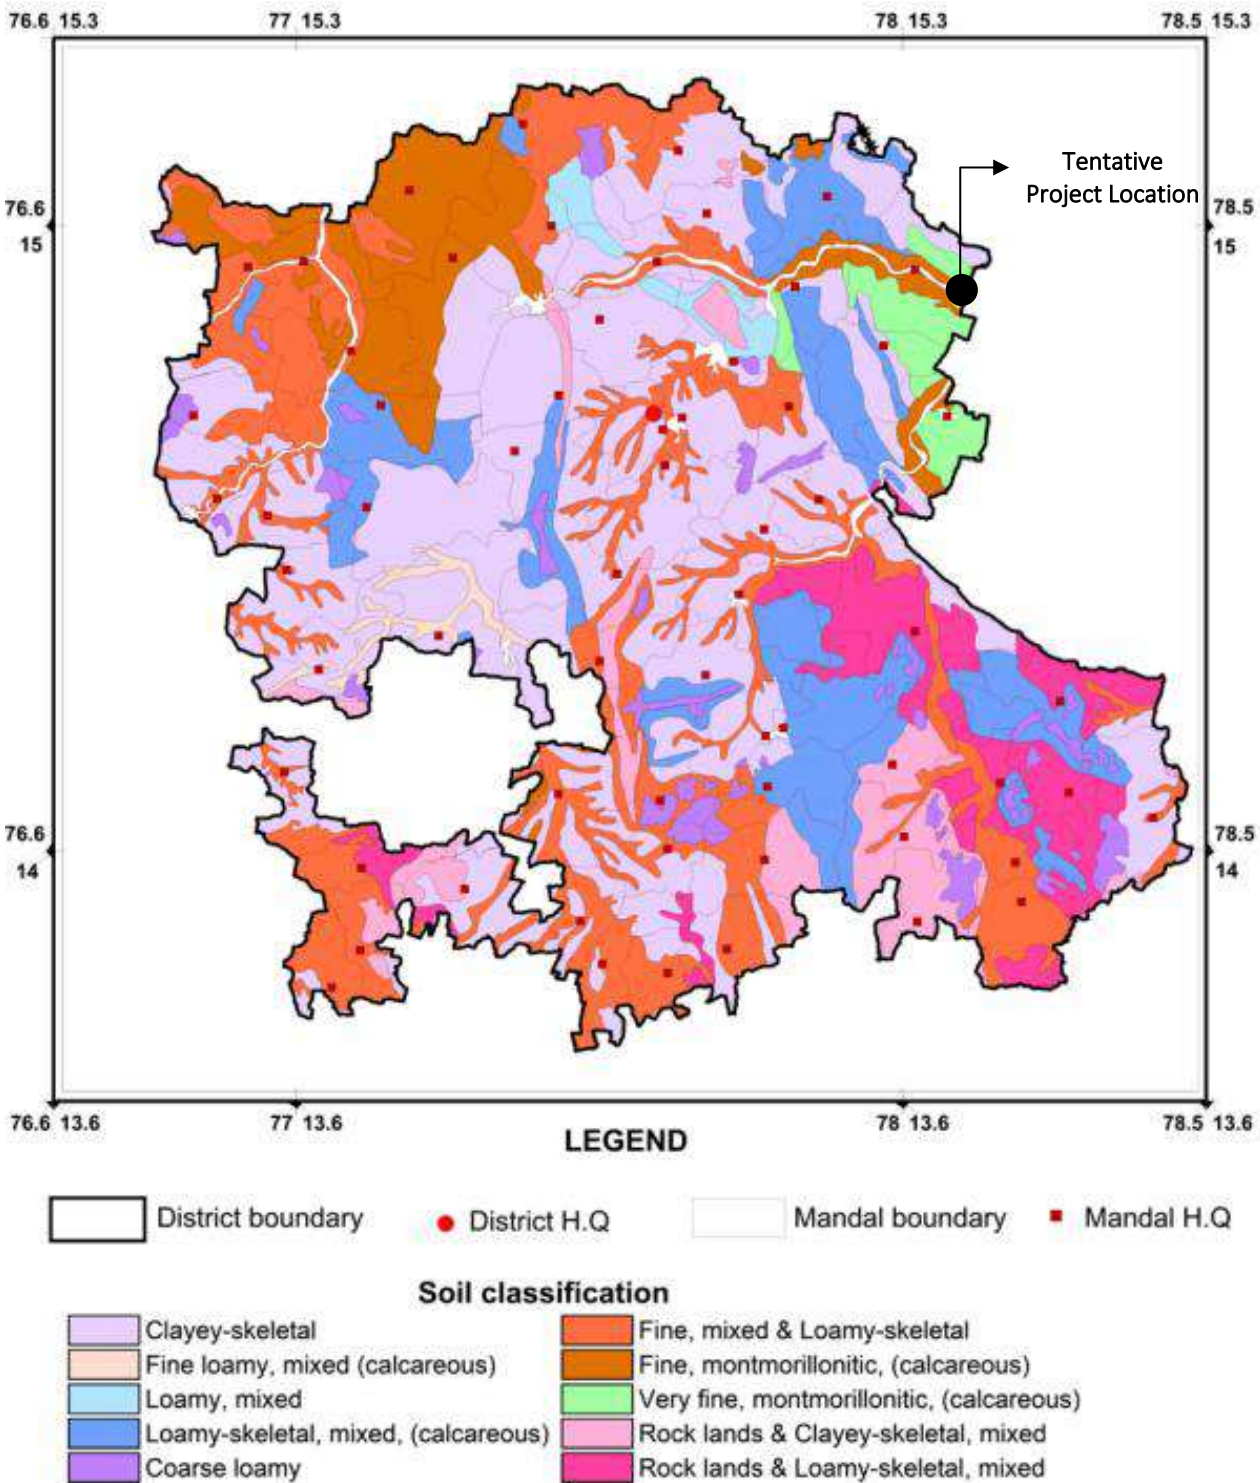 76.6 15.3
77 15.3
78 15.3
78.5 15.3
Tentative
Project Location
76.6
15
78.5
15
76.6
14
78.5
14
76.6 13.6
77 13.6
78 13.6
78.5 13.6
LEGEND
District boundary
District H.Q
Mandal boundary
Mandal H.Q
Soil classification
Clayey-skeletal
Fine, mixed & Loamy-skeletal
Fine loamy, mixed (calcareous)
Fine, montmorillonitic, (calcareous)
Loamy, mixed
Very fine, montmorillonitic, (calcareous)
Loamy-skeletal, mixed, (calcareous)
Rock lands & Clayey-skeletal, mixed
Coarse loamy
Rock lands & Loamy-skeletal, mixed